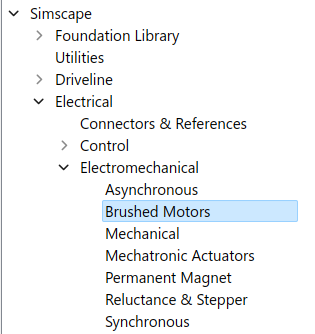 Simscape
Foundation Library
Utilities
Driveline
Electrical
Connectors & References
Control
Electromechanical
Asynchronous
Brushed Motors
Mechanical
Mechatronic Actuators
Permanent Magnet
Reluctance & Stepper
Synchronous